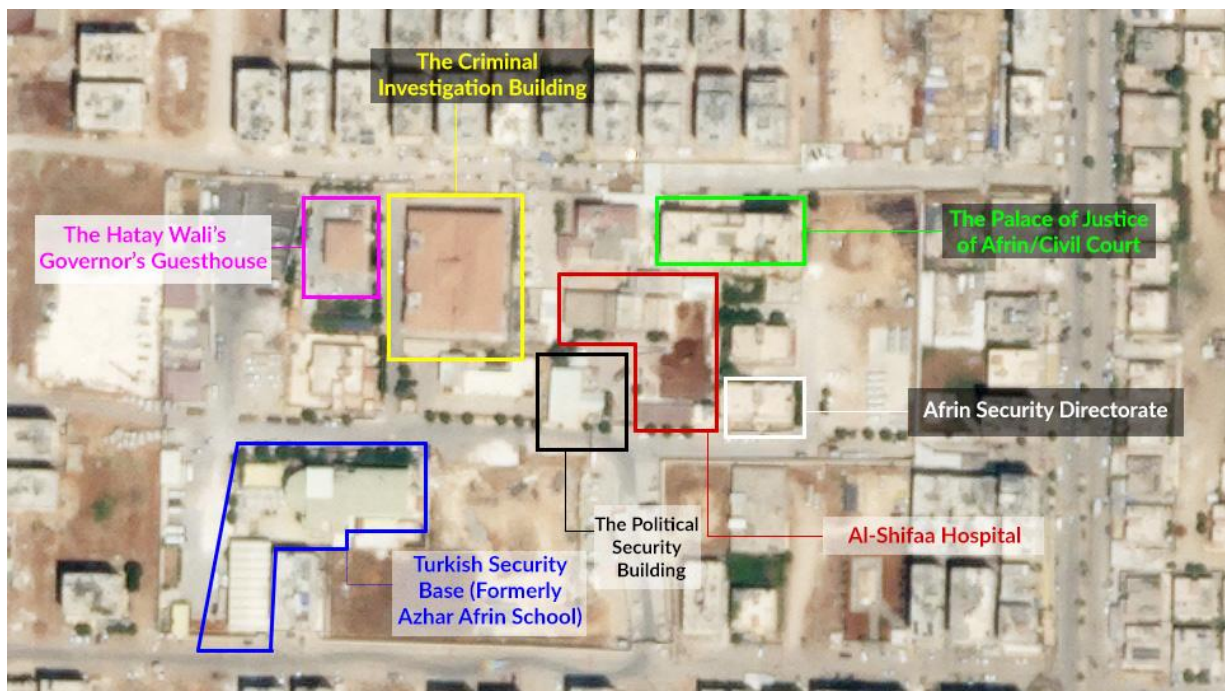 The Criminal
Investigation Building
The Hatay Wali's
Governor's Guesthouse
The Palace of Justice
of Afrin/Civil Court
Afrin Security Directorate
The Political
Security
Building
Al-Shifaa Hospital
Turkish Security
Base (Formerly
Azhar Afrin School)